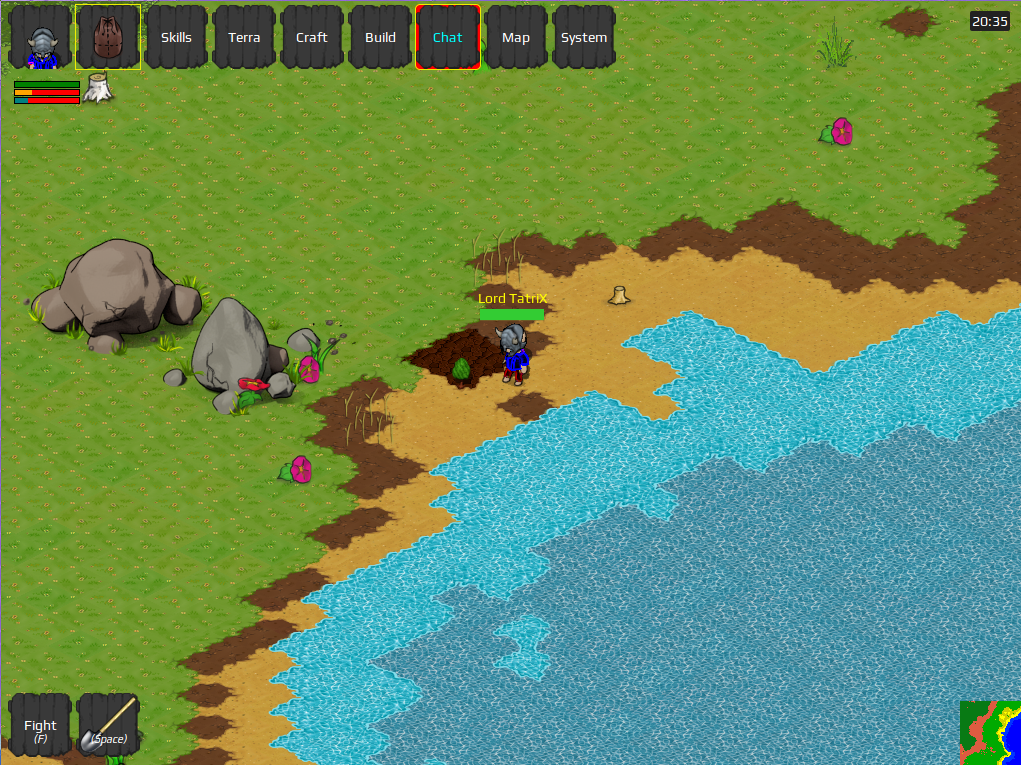 Skills
Terra
Craft
Build
Chat
Map
System
20:35
Lord TatriX
Fight
(F)
(Space)